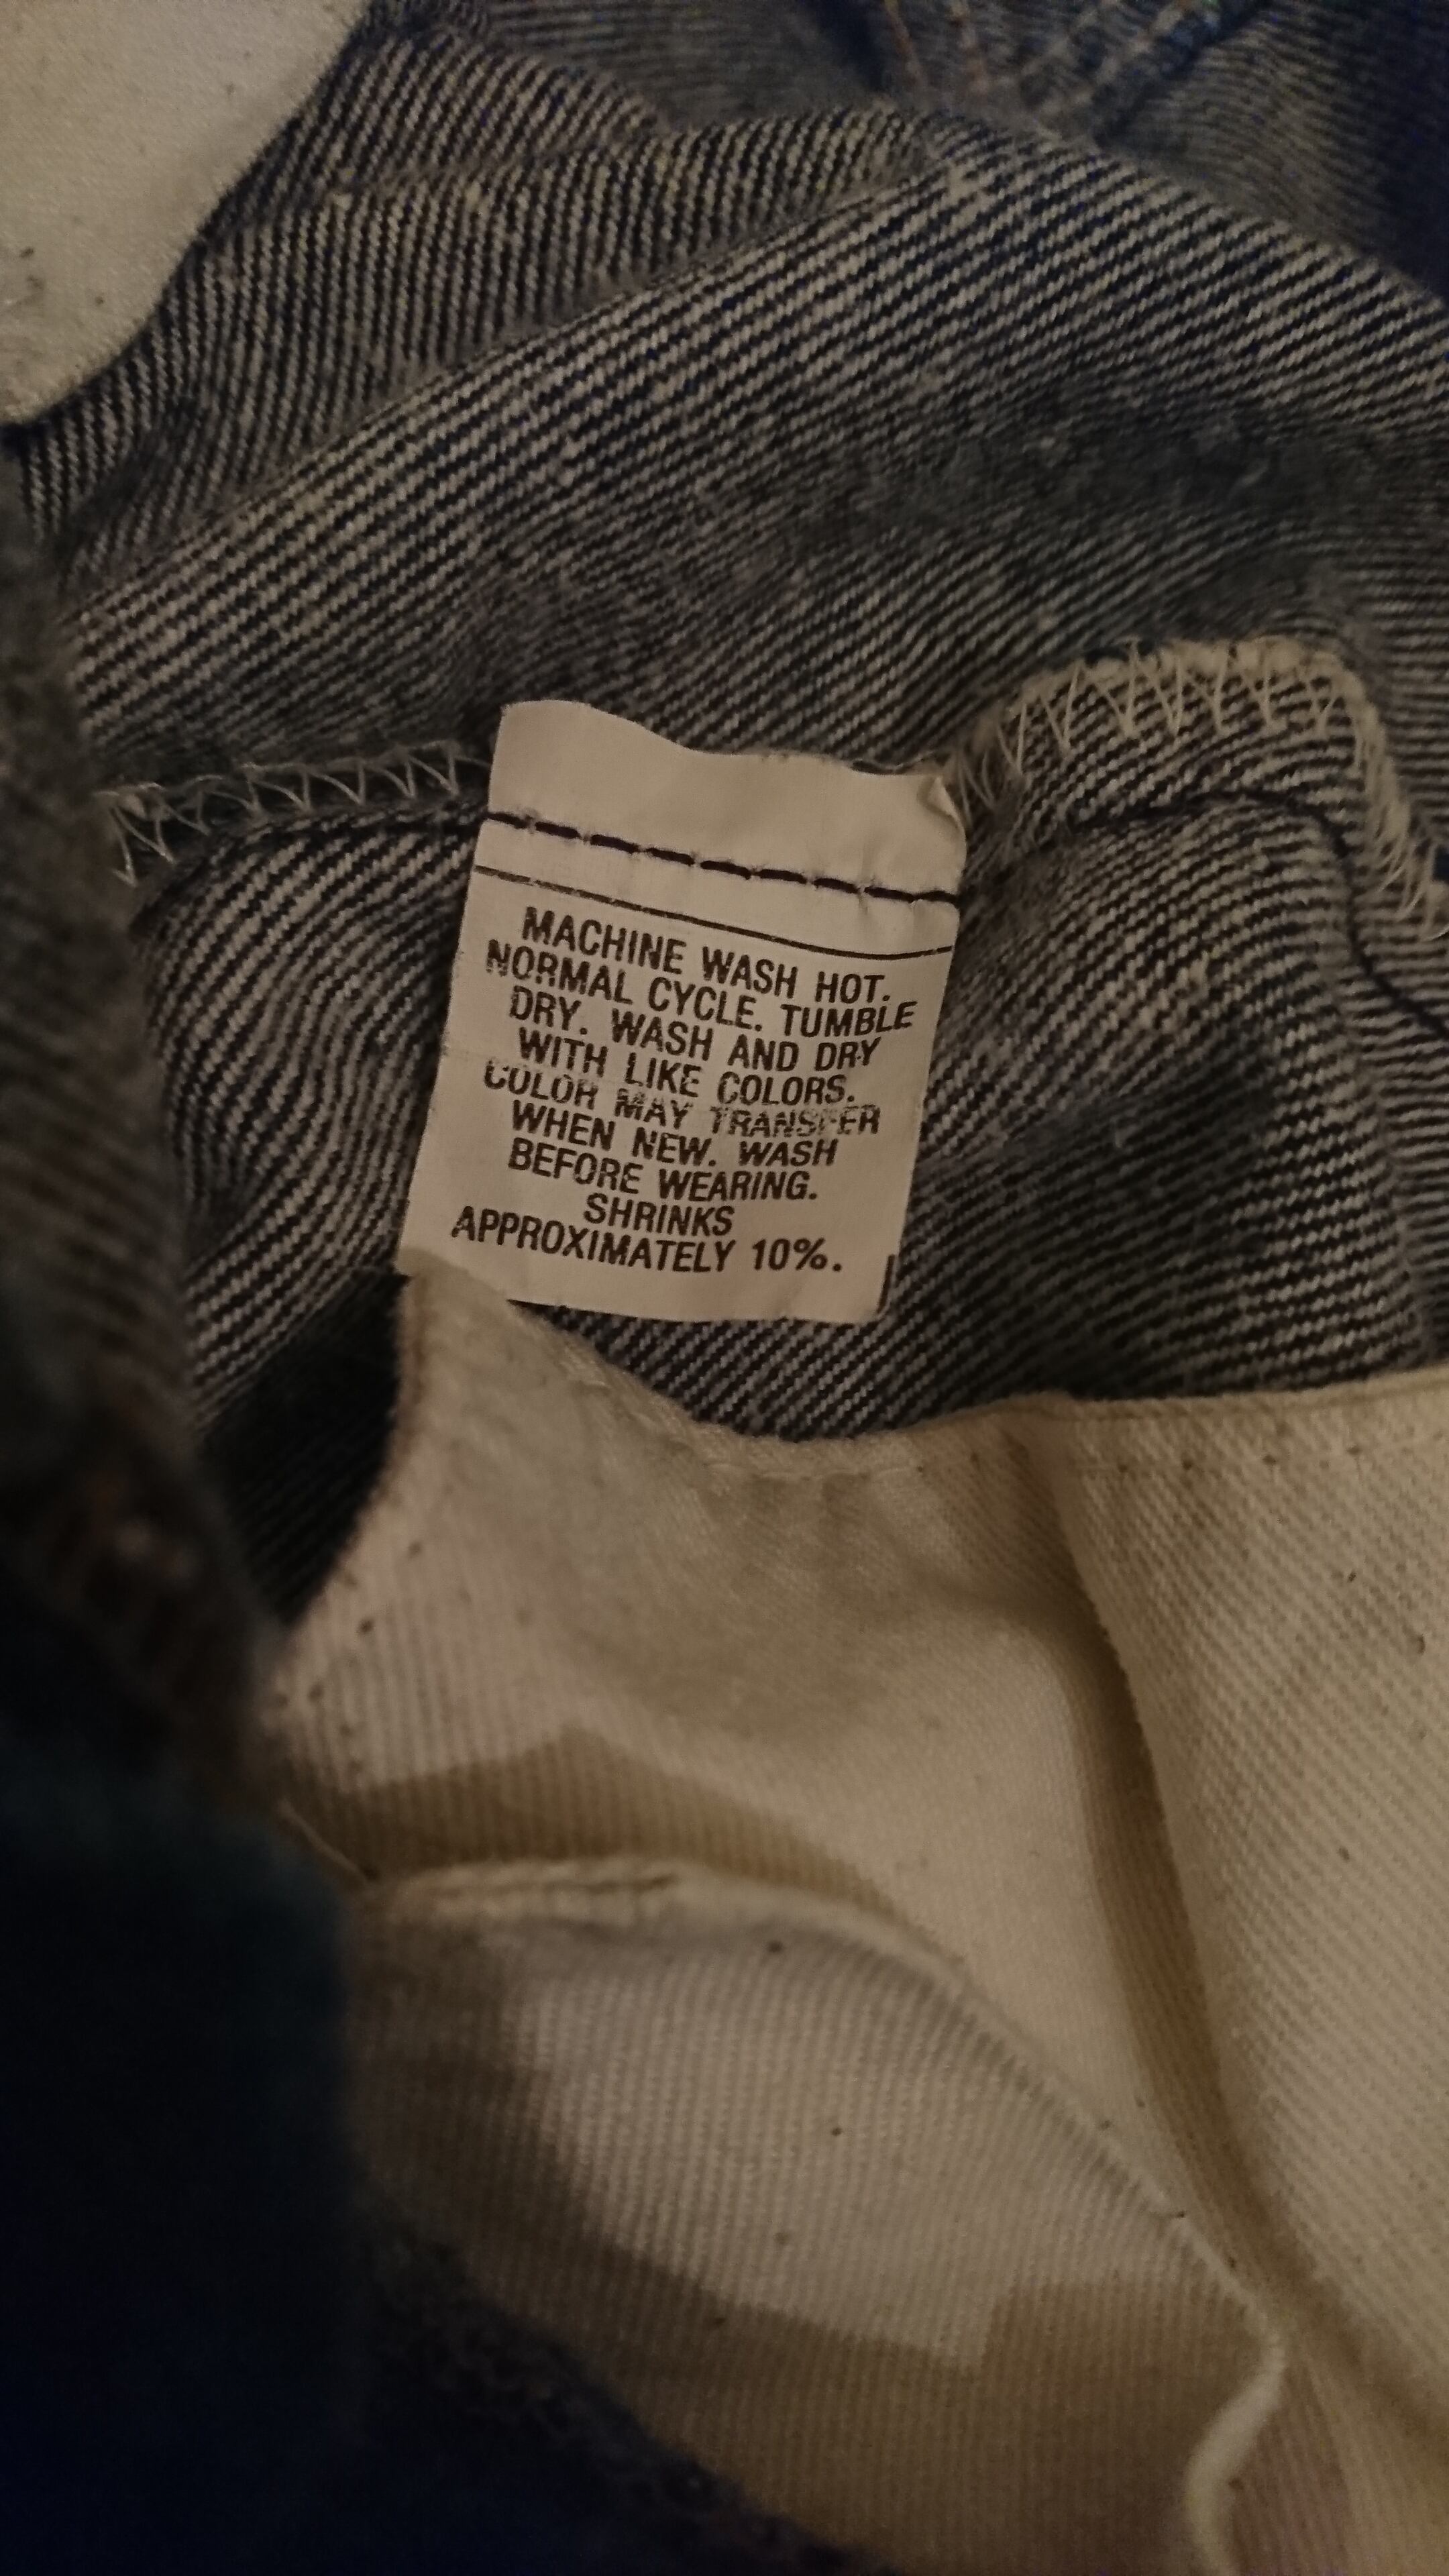 MACHINE WASH HOT.
NORMAL CYCLE. TUMBLE
DRY. WASH AND DRY
WITH LIKE COLORS.
COLOR MAY TRANSFER
WHEN NEW. WASH
BEFORE WEARING.
SHRINKS
APPROXIMATELY 10%.